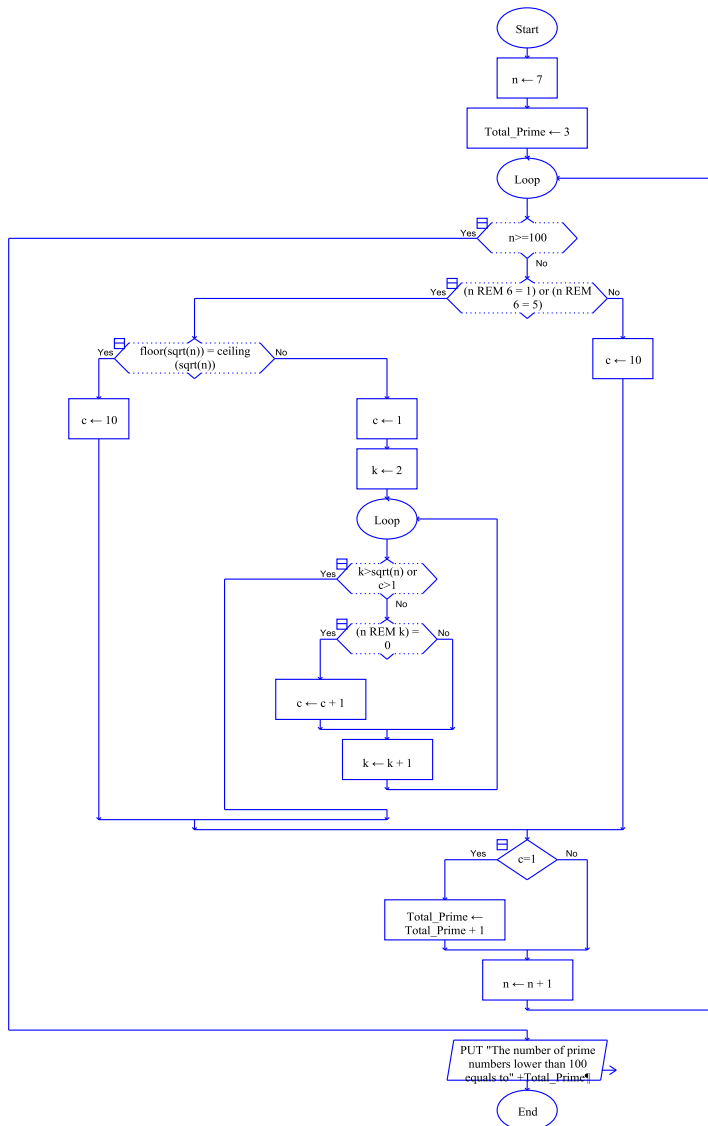 Start
n ← 7
Total_Prime ← 3
Loop
Yes
n>=100
No
Yes
(n REM 6 = 1) or (n REM
6 = 5)
No
Yes
floor(sqrt(n)) = ceiling
(sqrt(n))
No
c ← 10
c ← 10
c ← 1
k ← 2
Loop
Yes
k>sqrt(n) or
c>1
No
Yes
(n REM k) =
0
No
c ← c + 1
k ← k + 1
Yes
c=1
No
Total_Prime ←
Total_Prime + 1
n ← n + 1
PUT "The number of prime
numbers lower than 100
equals to" +Total_Prime¶
End